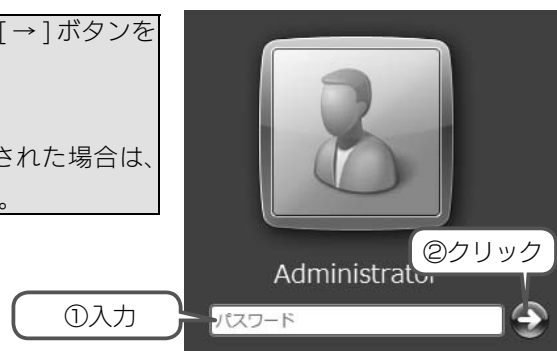 [→]ボタンを
された場合は、
。
②クリック
Administrator
①入力
パスワード